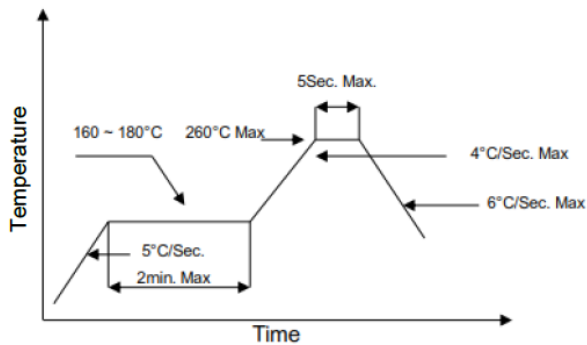 5Sec. Max.
160 ~ 180°C
260°C Max
4°C/Sec. Max
6°C/Sec. Max
5°C/Sec.
2min. Max
Temperature
Time